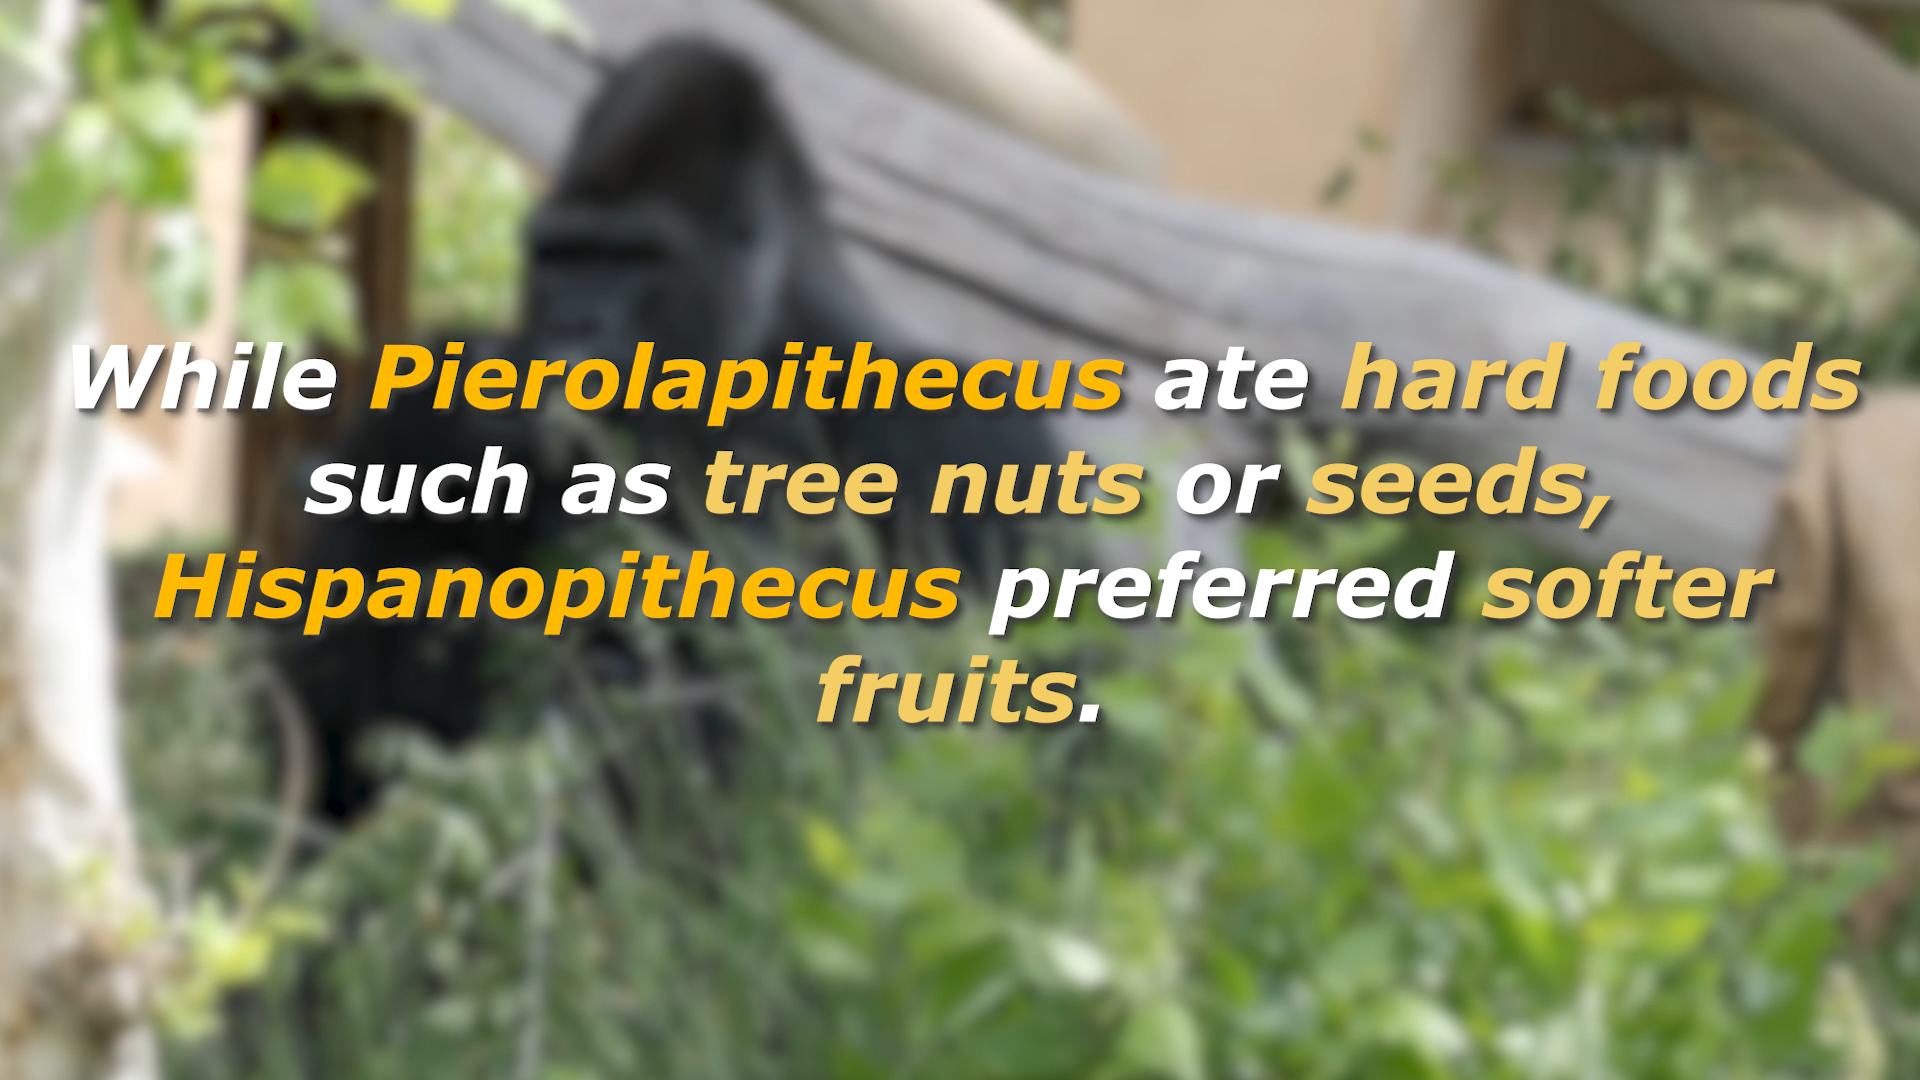 While Pierolapithecus ate hard foods
such as tree nuts or seeds,
Hispanopithecus preferred softer
fruits.